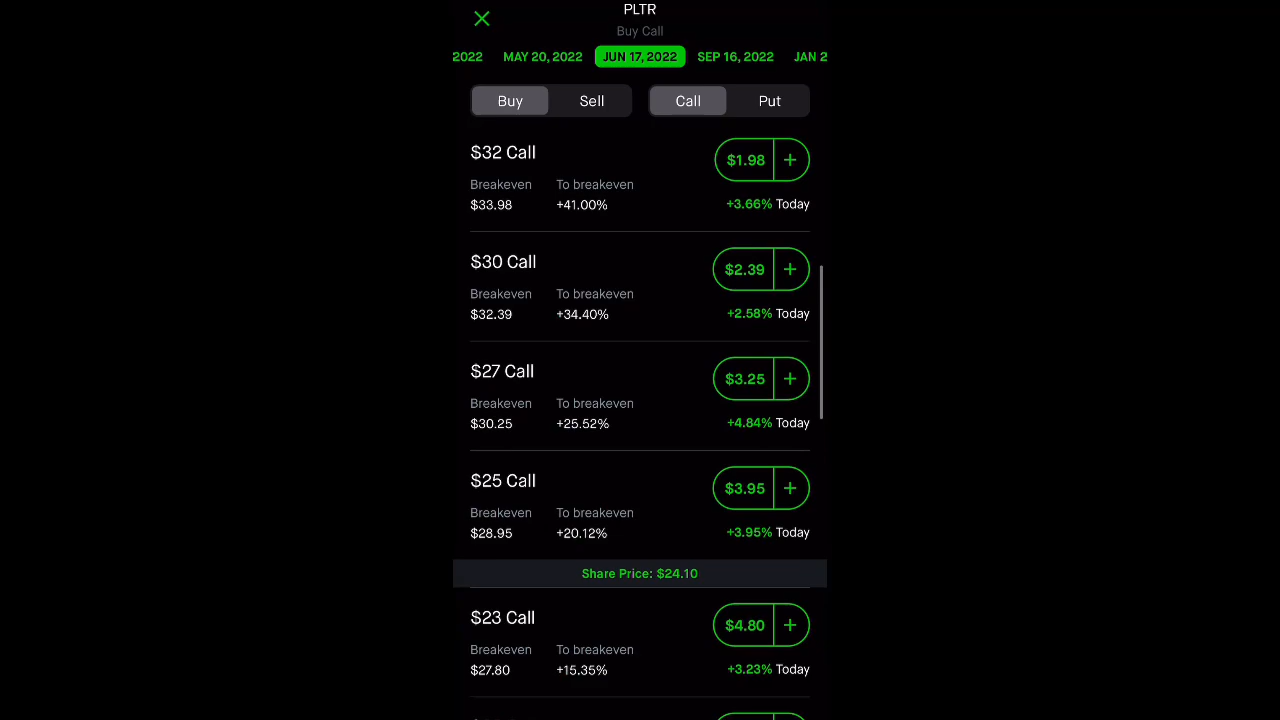 PLTR
Buy Call
2022 MAY 20, 2022 JUN 17, 2022 SEP 16, 2022 JAN 2
Buy Sell Call Put
$32 Call $1.98 +
Breakeven To breakeven
$33.98 +41.00% +3.66% Today
$30 Call $2.39 +
Breakeven To breakeven
$32.39 +34.40% +2.58% Today
$27 Call $3.25 +
Breakeven To breakeven
$30.25 +25.52% +4.84% Today
$25 Call $3.95 +
Breakeven To breakeven
$28.95 +20.12% +3.95% Today
Share Price: $24.10
$23 Call $4.80 +
Breakeven To breakeven
$27.80 +15.35% +3.23% Today